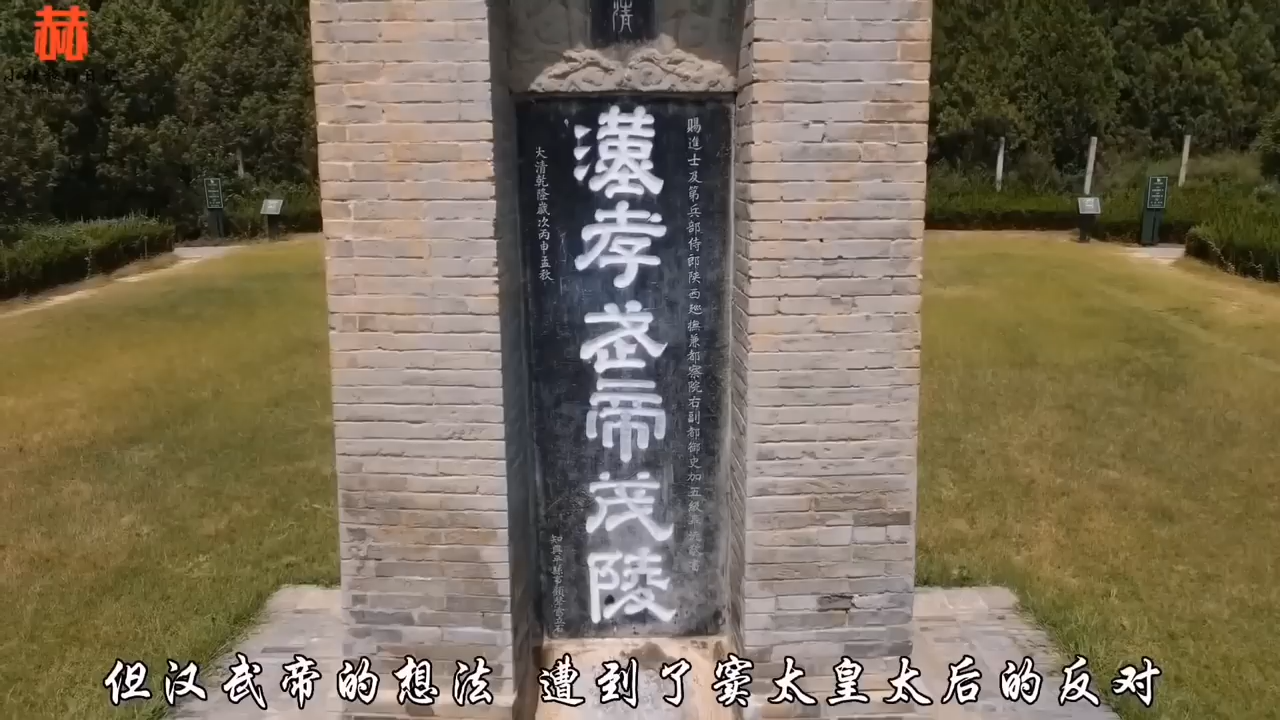 赫
清
賜進士及第兵部侍郎陝西巡撫兼都察院右副都御史加五級
漢孝武帝茂陵
大清乾隆歲次丙申孟秋
但汉武帝的想法 遭到了窦太皇太后的反对